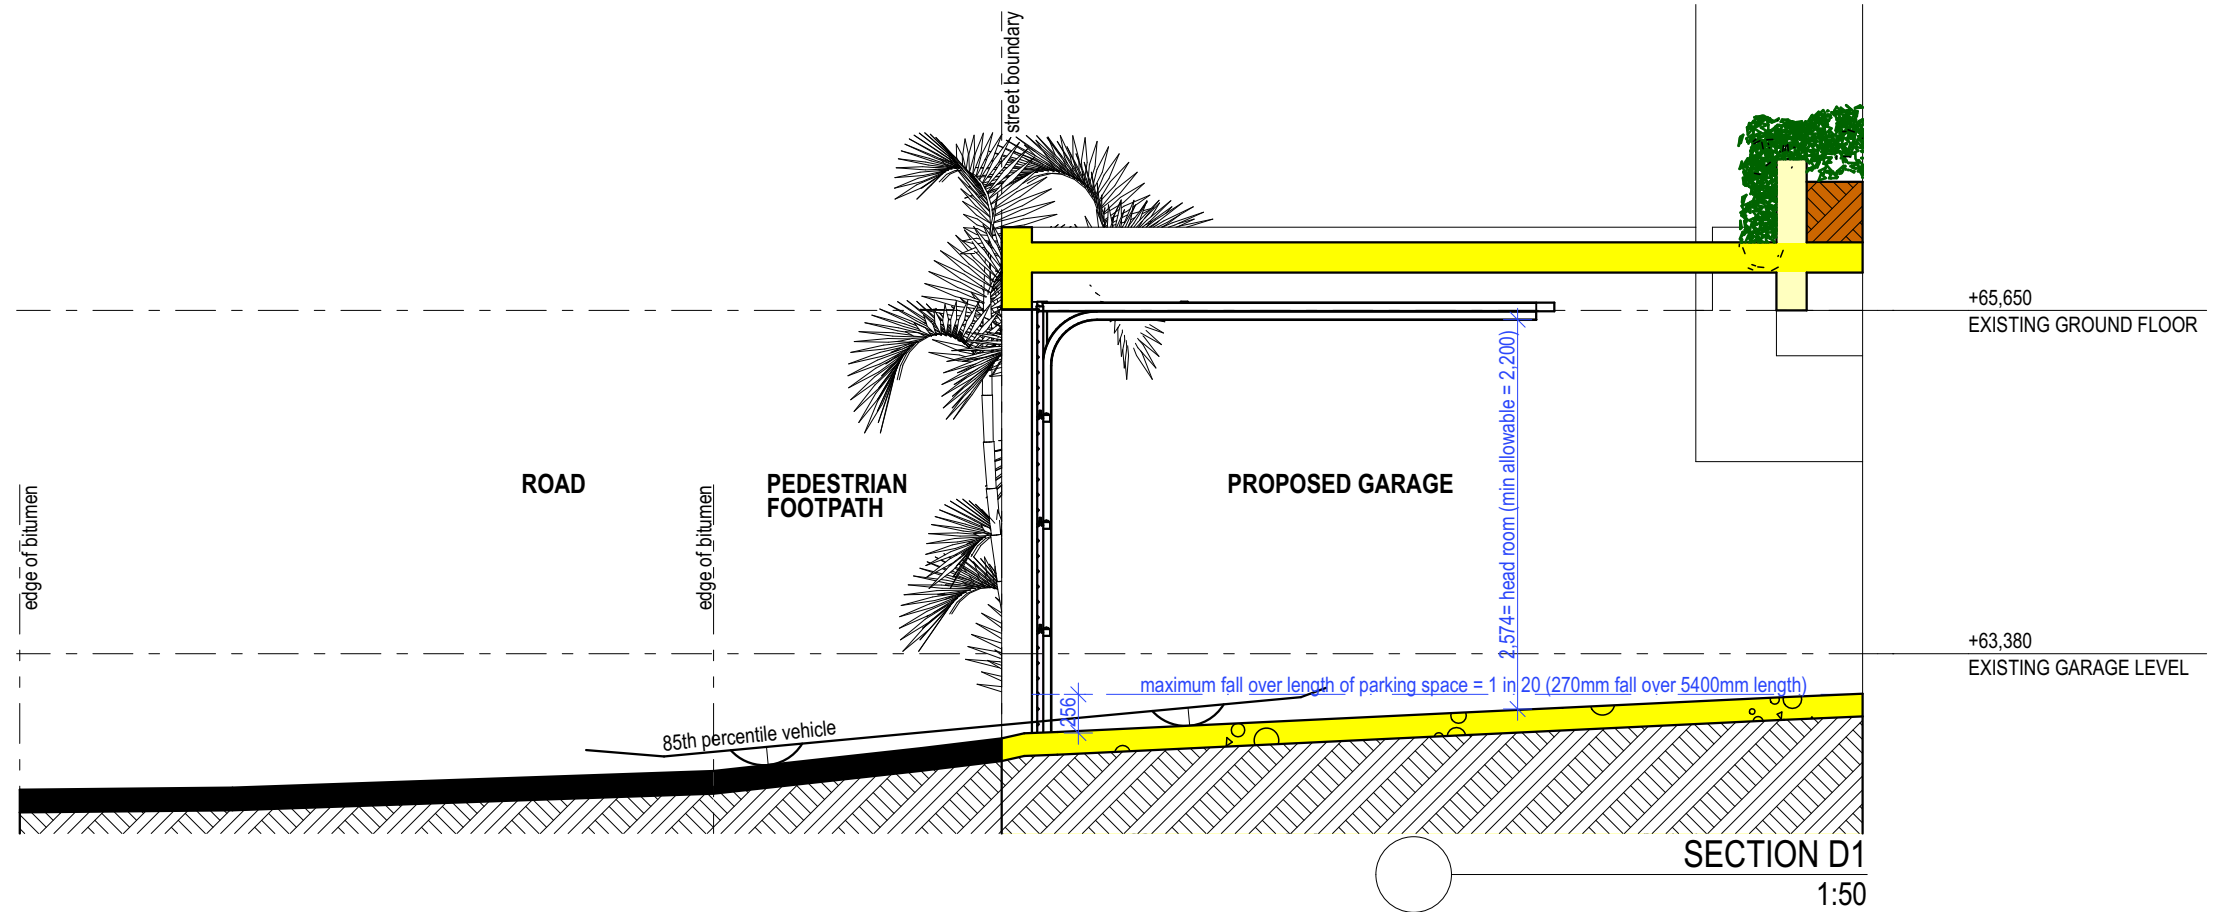 street boundary
+65,650
EXISTING GROUND FLOOR
2,574= head room (min allowable = 2,200)
ROAD
PEDESTRIAN
FOOTPATH
PROPOSED GARAGE
edge of bitumen
edge of bitumen
+63,380
EXISTING GARAGE LEVEL
maximum fall over length of parking space = 1 in 20 (270mm fall over 5400mm length)
256
85th percentile vehicle
SECTION D1
1:50